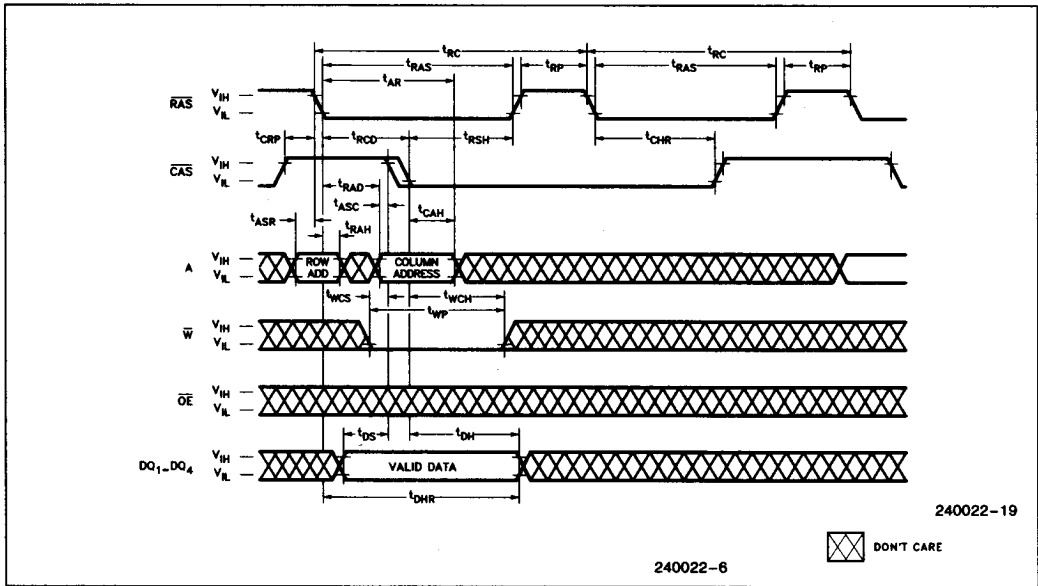 tRC tRC
tRAS tRP tRAS tRP
tAR
RAS VIH
VIL
tCRP tRCD tRSH tCHR
CAS VIH
VIL
tRAD
tASC tCAH
tASR tRAH
A VIH
VIL
ROW ADD
COLUMN ADDRESS
tWCS tWCH
tWP
W VIH
VIL
OE VIH
VIL
tDS tDH
DQ1-DQ4 VIH
VIL
VALID DATA
tDHR
240022-19
DON'T CARE
240022-6